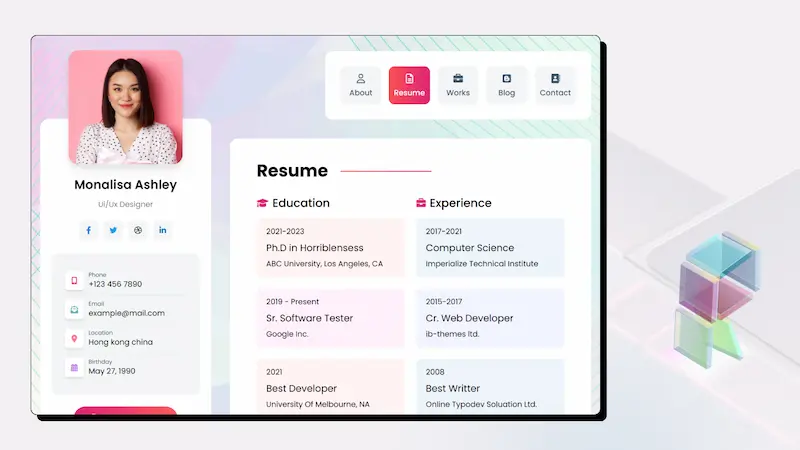 About
Resume
Works
Blog
Contact
Monalisa Ashley
Ui/Ux Designer
Phone
+123 456 7890
Email
example@mail.com
Location
Hong kong china
Birthday
May 27, 1990
Resume
Education
2021-2023
Ph.D in Horriblensess
ABC University, Los Angeles, CA
2019 - Present
Sr. Software Tester
Google Inc.
2021
Best Developer
University Of Melbourne, NA
Experience
2017-2021
Computer Science
Imperialize Technical Institute
2015-2017
Cr. Web Developer
ib-themes ltd.
2008
Best Writter
Online Typodev Soluation Ltd.